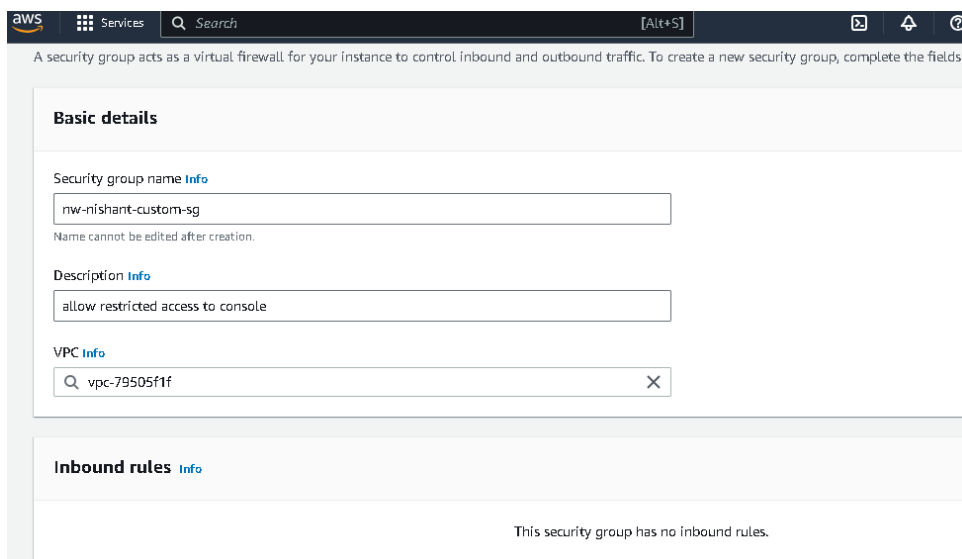 aws
Services
Search
[Alt+S]
A security group acts as a virtual firewall for your instance to control inbound and outbound traffic. To create a new security group, complete the fields
Basic details
Security group name Info
nw-nishant-custom-sg
Name cannot be edited after creation.
Description Info
allow restricted access to console
VPC Info
vpc-79505f1f
Inbound rules Info
This security group has no inbound rules.